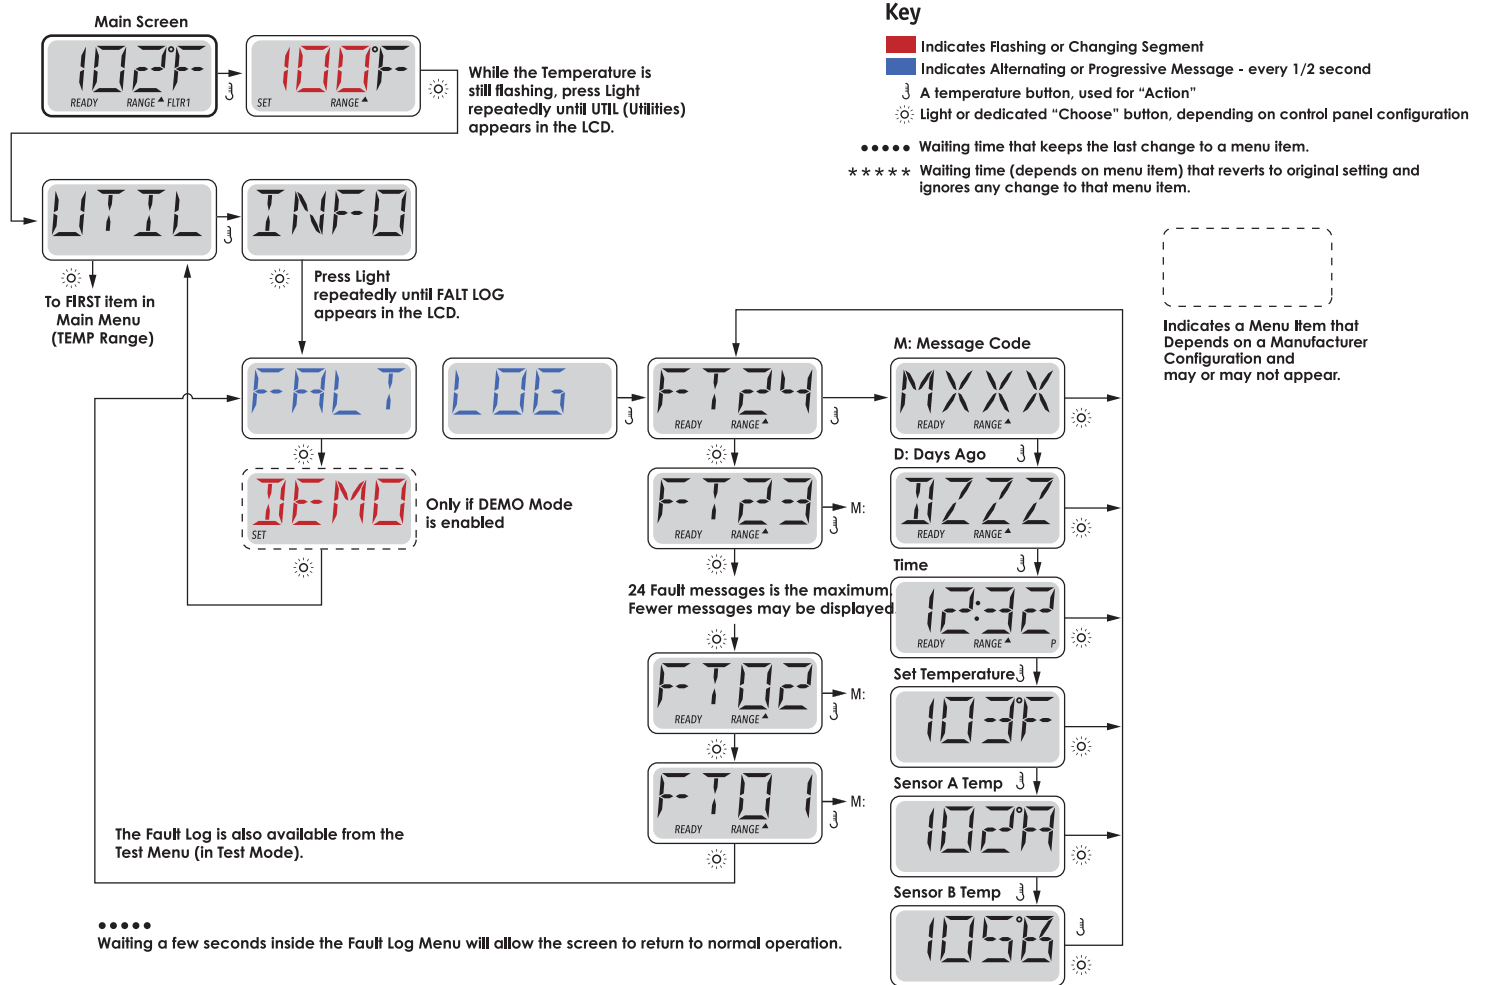 Main Screen
102°F
READY RANGE FLTR1
100°F
SET RANGE
While the Temperature is
still flashing, press Light
repeatedly until UTIL (Utilities)
appears in the LCD.
Key
Indicates Flashing or Changing Segment
Indicates Alternating or Progressive Message - every 1/2 second
A temperature button, used for “Action”
Light or dedicated “Choose” button, depending on control panel configuration
••••• Waiting time that keeps the last change to a menu item.
***** Waiting time (depends on menu item) that reverts to original setting and
ignores any change to that menu item.
Indicates a Menu Item that
Depends on a Manufacturer
Configuration and
may or may not appear.
UTIL
INFO
To FIRST item in
Main Menu
(TEMP Range)
Press Light
repeatedly until FALT LOG
appears in the LCD.
FALT
LOG
DEMO
SET
Only if DEMO Mode
is enabled
FT24
READY RANGE
FT23
READY RANGE
M:
24 Fault messages is the maximum.
Fewer messages may be displayed
FT02
READY RANGE
M:
FT01
READY RANGE
M:
M: Message Code
MXXX
READY RANGE
D: Days Ago
DZZZ
READY RANGE
Time
12:32
READY RANGE P
Set Temperature
103°F
Sensor A Temp
102°A
Sensor B Temp
105°B
The Fault Log is also available from the
Test Menu (in Test Mode).
•••••
Waiting a few seconds inside the Fault Log Menu will allow the screen to return to normal operation.